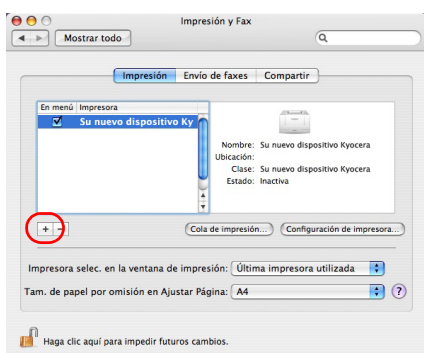 Impresión y Fax
Mostrar todo
Impresión Envío de faxes Compartir
En menú Impresora
Su nuevo dispositivo Ky
Nombre: Su nuevo dispositivo Kyocera
Ubicación:
Clase: Su nuevo dispositivo Kyocera
Estado: Inactiva
+ −
Cola de impresión... Configuración de impresora...
Impresora selec. en la ventana de impresión: Última impresora utilizada
Tam. de papel por omisión en Ajustar Página: A4 ?
Haga clic aquí para impedir futuros cambios.